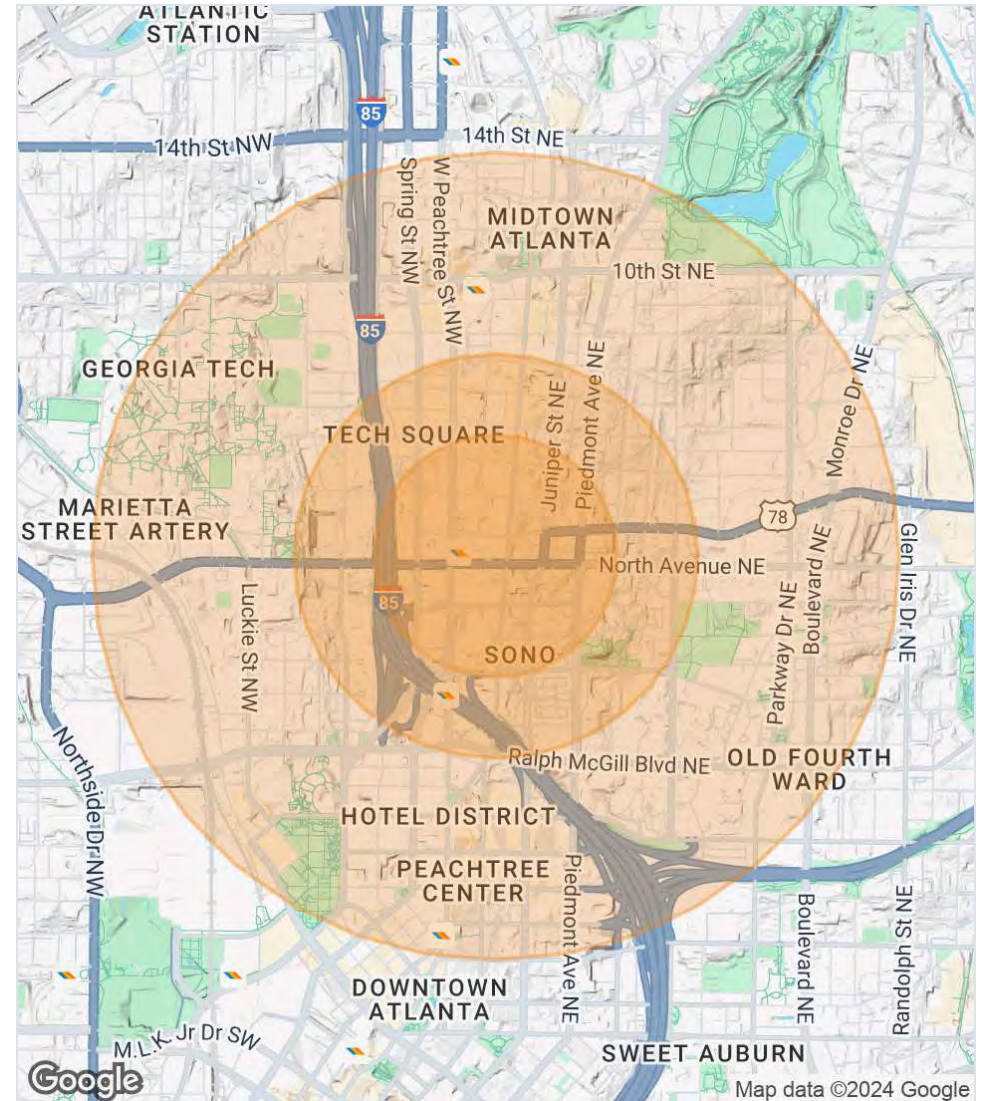 ATLANTIC
STATION
85
14th St NW
14th St NE
Spring St NW
W Peachtree St NW
MIDTOWN
ATLANTA
10th St NE
85
GEORGIA TECH
Juniper St NE
Piedmont Ave NE
Monroe Dr NE
TECH SQUARE
MARIETTA
STREET ARTERY
78
North Avenue NE
Boulevard NE
Glen Iris Dr NE
85
Luckie St NW
Parkway Dr NE
SONO
Northside Dr NW
Ralph McGill Blvd NE
OLD FOURTH
WARD
HOTEL DISTRICT
PEACHTREE
CENTER
Piedmont Ave NE
Boulevard NE
Randolph St NE
DOWNTOWN
ATLANTA
M.L.K. Jr Dr SW
SWEET AUBURN
Google
Map data ©2024 Google